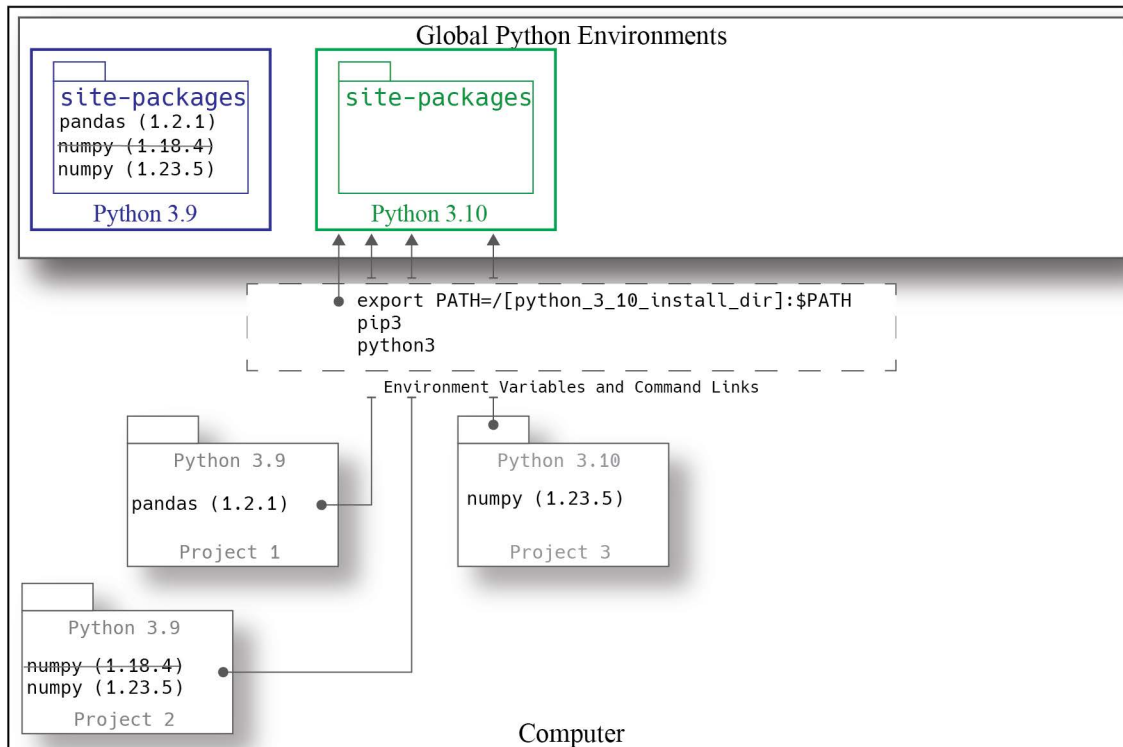 Global Python Environments
site-packages
pandas (1.2.1)
numpy (1.18.4)
numpy (1.23.5)
Python 3.9
site-packages
Python 3.10
export PATH=/[python_3_10_install_dir]:$PATH
pip3
python3
Environment Variables and Command Links
Python 3.9
pandas (1.2.1)
Project 1
Python 3.10
numpy (1.23.5)
Project 3
Python 3.9
numpy (1.18.4)
numpy (1.23.5)
Project 2
Computer